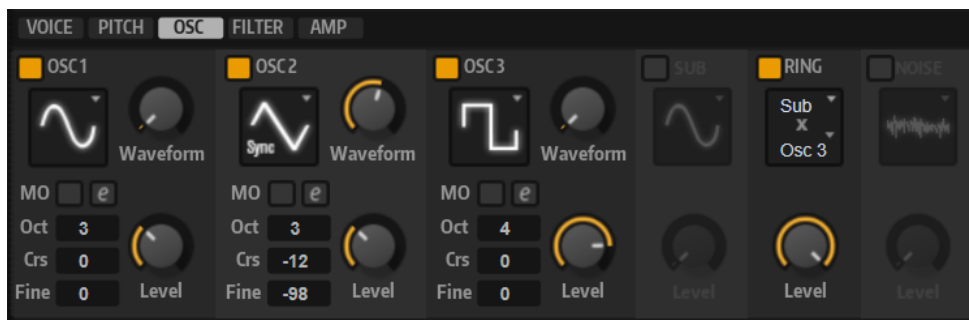 VOICE PITCH OSC FILTER AMP
OSC1 OSC2 OSC3 SUB RING NOISE
Sub
x
Osc 3
Sync
Waveform Waveform Waveform
MO e MO e MO e
Oct 3 Oct 3 Oct 4
Crs 0 Crs -12 Crs 0
Fine 0 Level Fine -98 Level Fine 0 Level Level Level Level